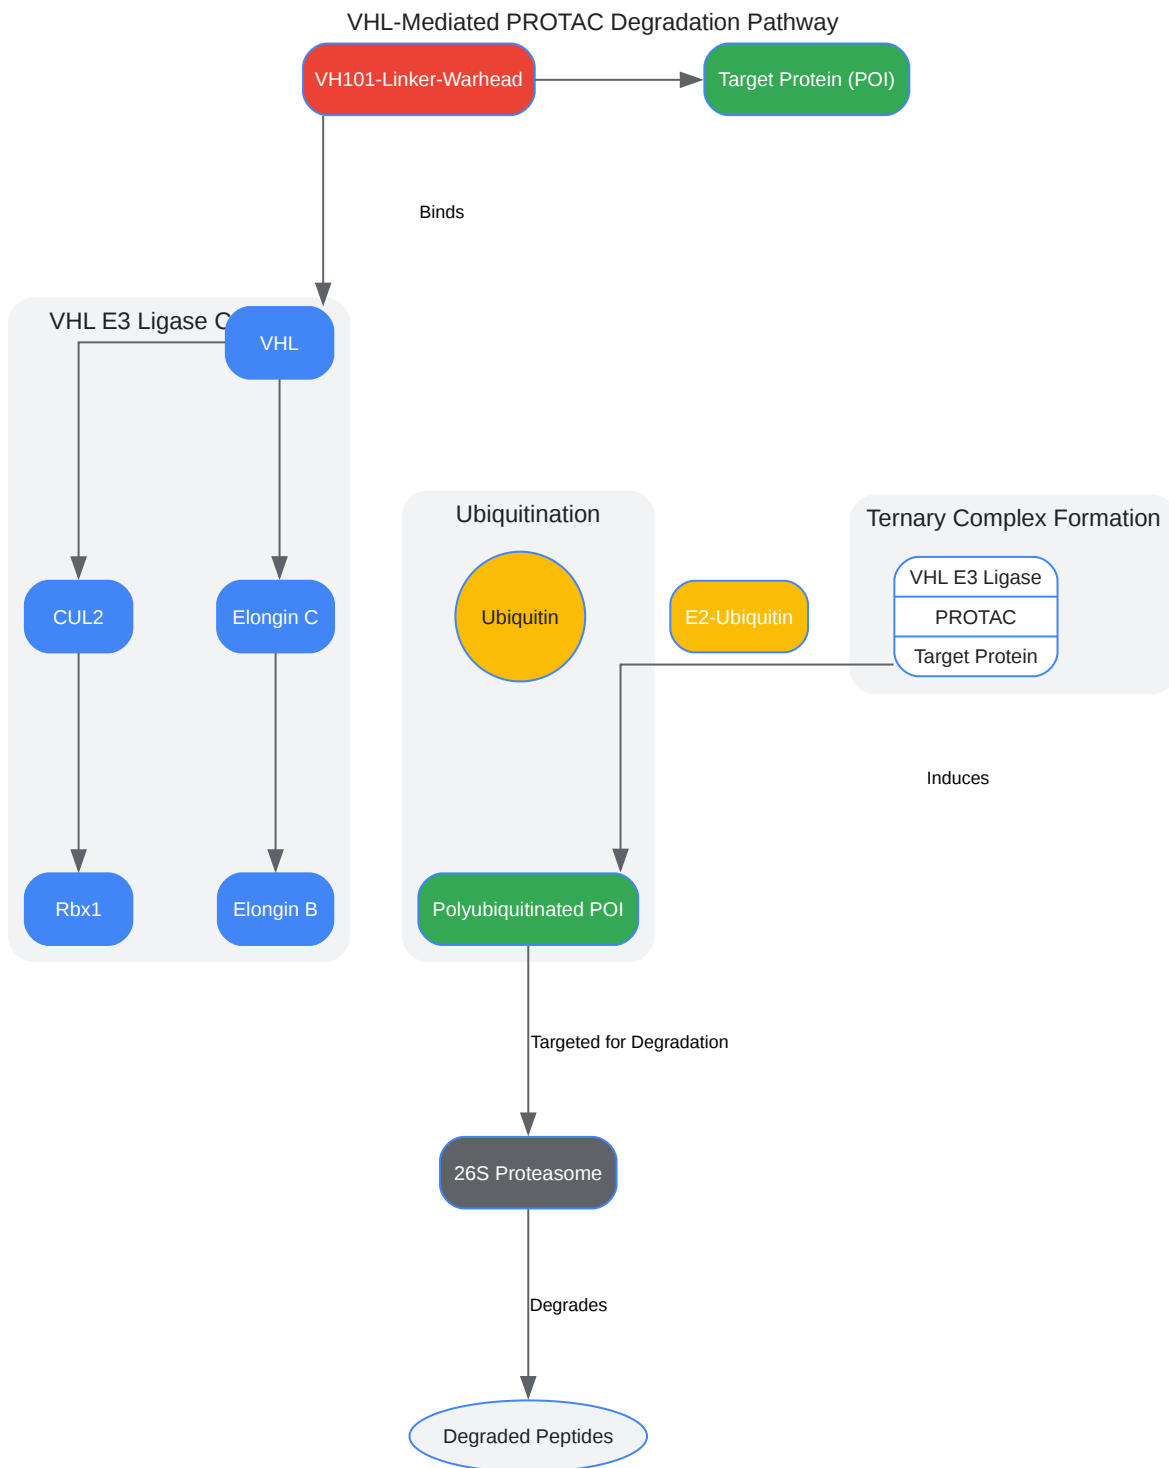 VHL-Mediated PROTAC Degradation Pathway
VH101-Linker-Warhead
Target Protein (POI)
Binds
VHL E3 Ligase C
VHL
Ubiquitination
Ternary Complex Formation
VHL E3 Ligase
PROTAC
Target Protein
CUL2
Elongin C
Ubiquitin
E2-Ubiquitin
Induces
Rbx1
Elongin B
Polyubiquitinated POI
Targeted for Degradation
26S Proteasome
Degrades
Degraded Peptides